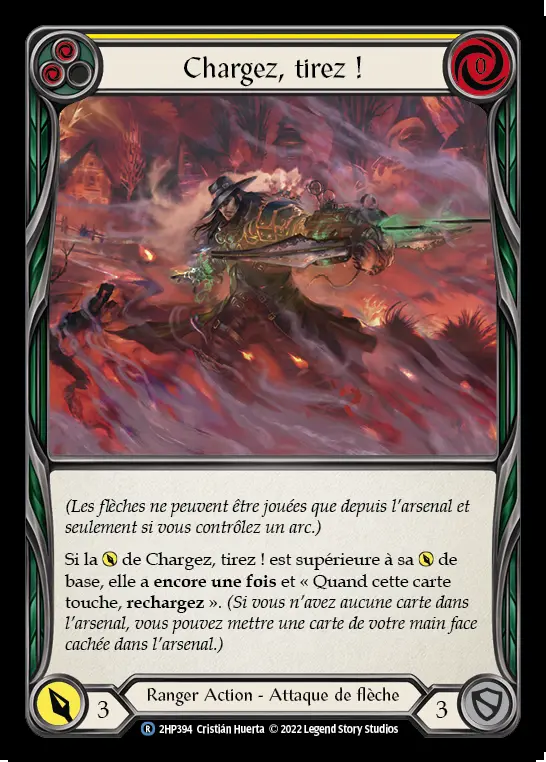 Chargez, tirez !
0
(Les flèches ne peuvent être jouées que depuis l'arsenal et
seulement si vous contrôlez un arc.)
Si la de Chargez, tirez ! est supérieure à sa de
base, elle a encore une fois et « Quand cette carte
touche, rechargez ». (Si vous n'avez aucune carte dans
l'arsenal, vous pouvez mettre une carte de votre main face
cachée dans l'arsenal.)
3
Ranger Action - Attaque de flèche
3
R 2HP394 Cristián Huerta © 2022 Legend Story Studios